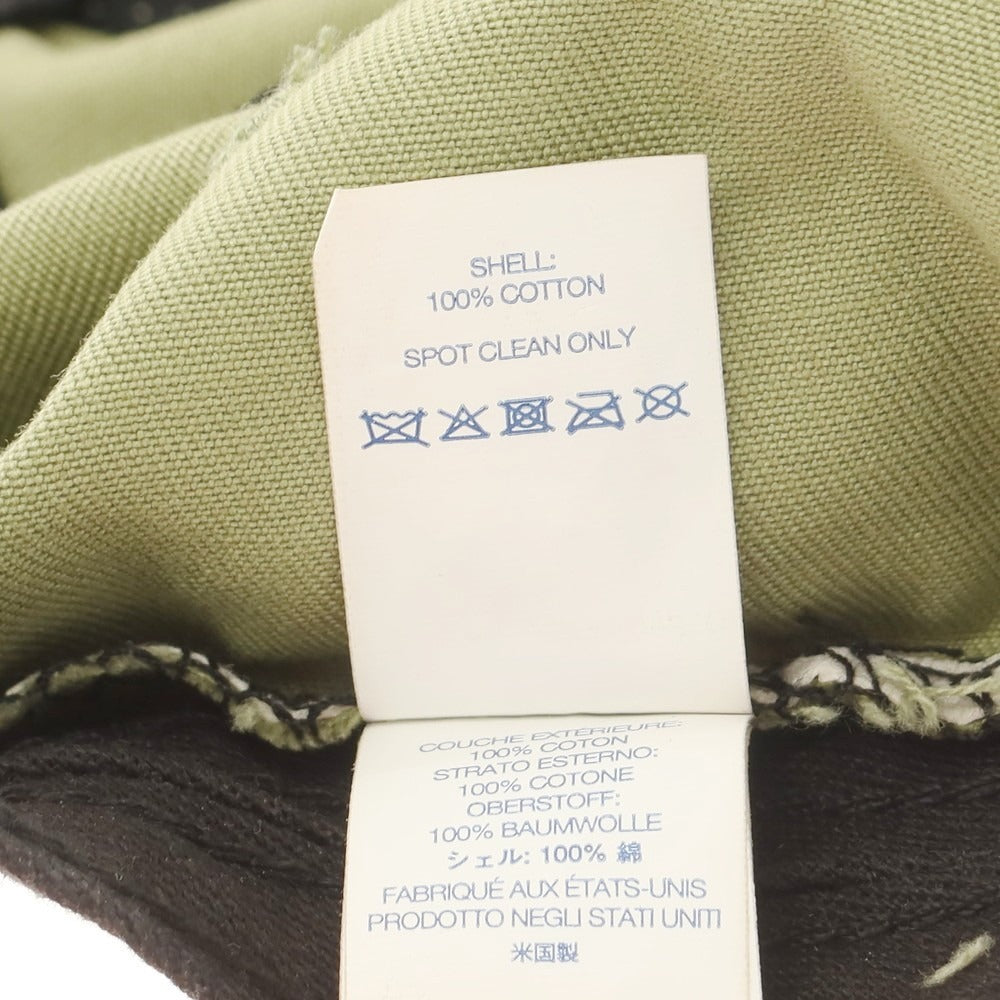 SHELL:
100% COTTON
SPOT CLEAN ONLY
COUCHE EXTÉRIEURE:
100% COTON
STRATO ESTERNO:
100% COTONE
OBERSTOFF:
100% BAUMWOLLE
シェル: 100% 綿
FABRIQUÉ AUX ÉTATS-UNIS
PRODOTTO NEGLI STATI UNITI
米国製